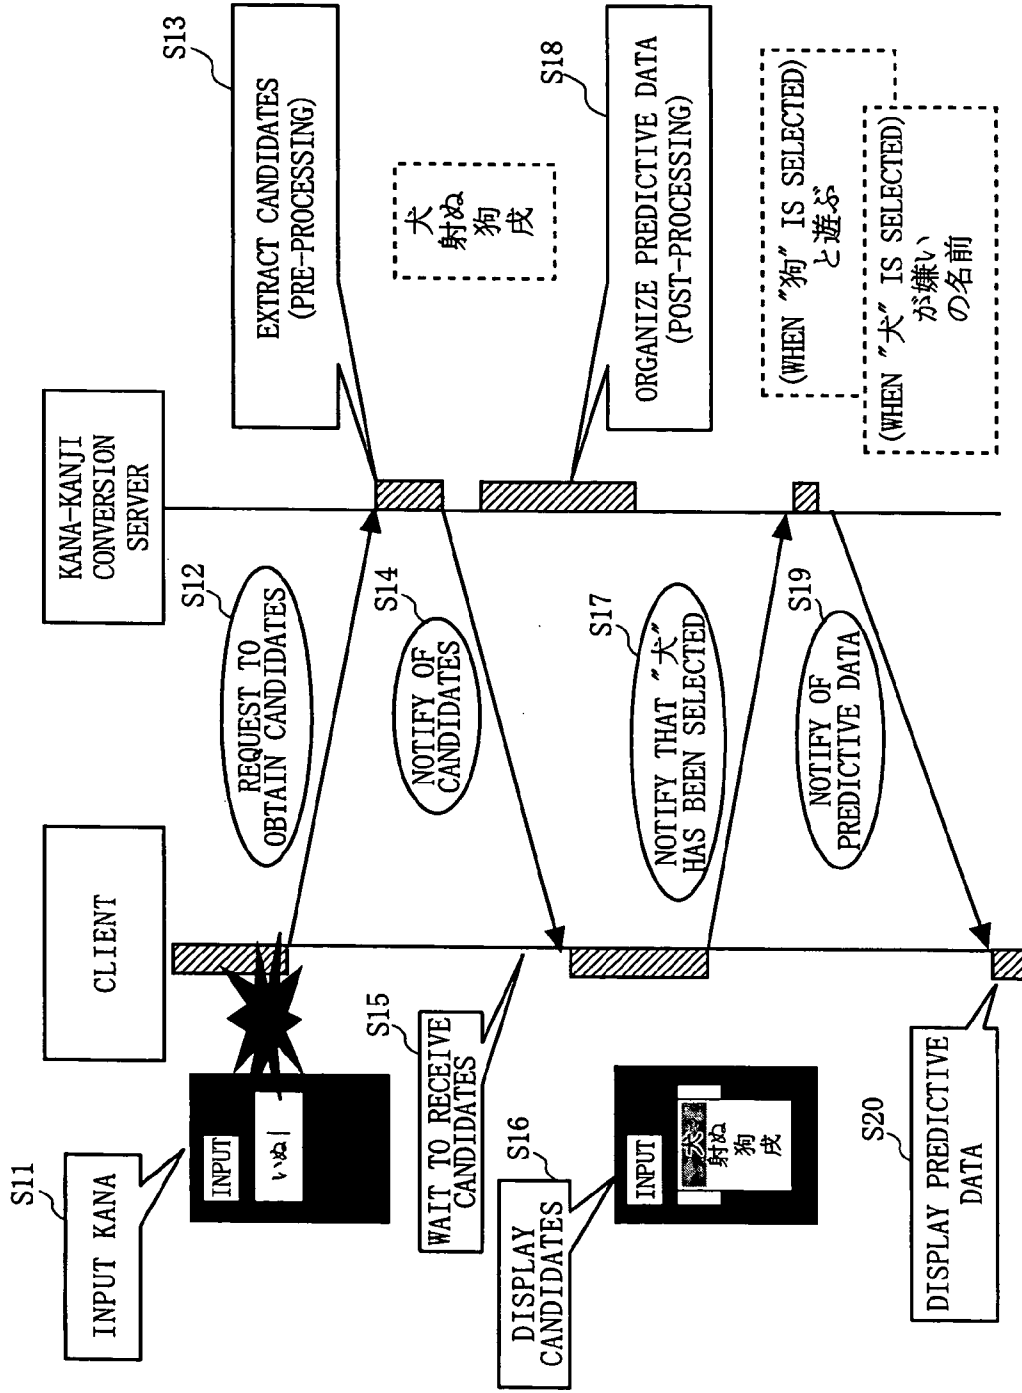 S11
INPUT KANA
INPUT
いぬ
CLIENT
KANA-KANJI
CONVERSION
SERVER
S12
REQUEST TO
OBTAIN CANDIDATES
S13
EXTRACT CANDIDATES
(PRE-PROCESSING)
犬
射ぬ
狗
戌
S14
NOTIFY OF
CANDIDATES
S15
WAIT TO RECEIVE
CANDIDATES
S16
DISPLAY
CANDIDATES
INPUT
犬
射ぬ
狗
戌
S17
NOTIFY THAT "犬"
HAS BEEN SELECTED
S18
ORGANIZE PREDICTIVE DATA
(POST-PROCESSING)
(WHEN "狗" IS SELECTED)
と遊ぶ
(WHEN "犬" IS SELECTED)
が嫌い
の名前
S19
NOTIFY OF
PREDICTIVE DATA
S20
DISPLAY PREDICTIVE
DATA